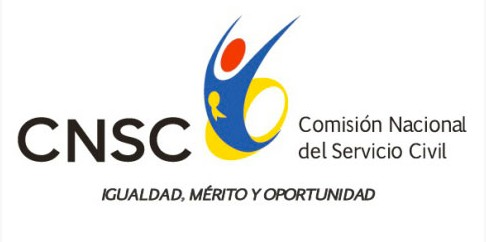 CNSC
Comisión Nacional
del Servicio Civil
IGUALDAD, MÉRITO Y OPORTUNIDAD